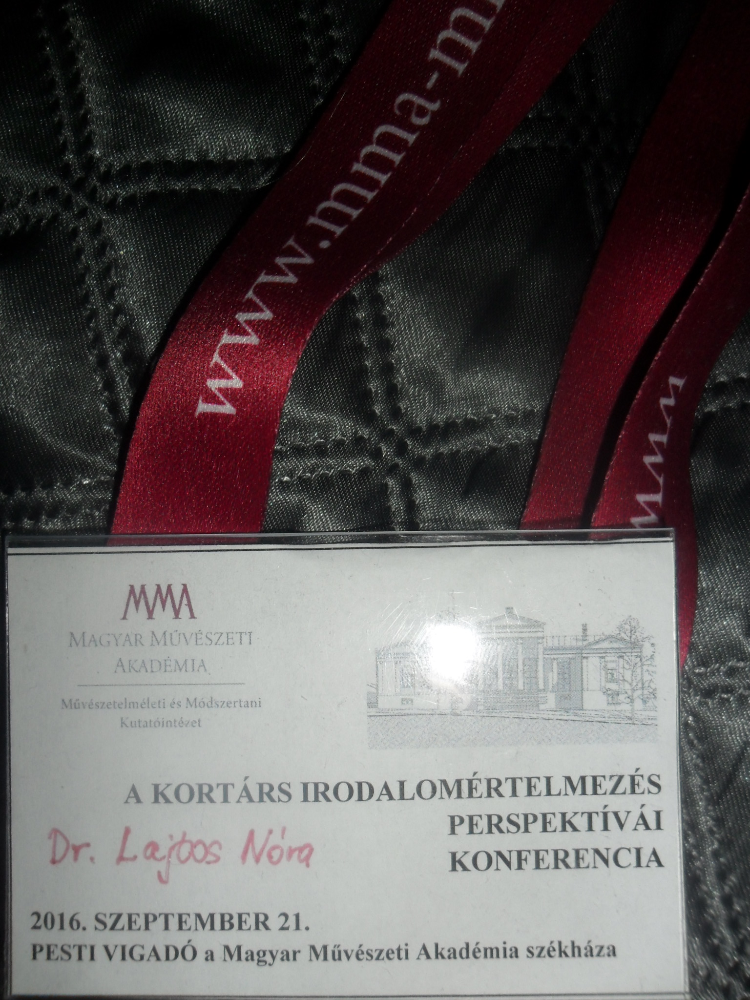 www.mma-m
www
MMA
MAGYAR MŰVÉSZETI
AKADÉMIA
Művészetelméleti és Módszertani
Kutatóintézet
A KORTÁRS IRODALOMÉRTELMEZÉS
PERSPEKTÍVÁI
Dr. Lajtos Nóra
KONFERENCIA
2016. SZEPTEMBER 21.
PESTI VIGADÓ a Magyar Művészeti Akadémia székháza